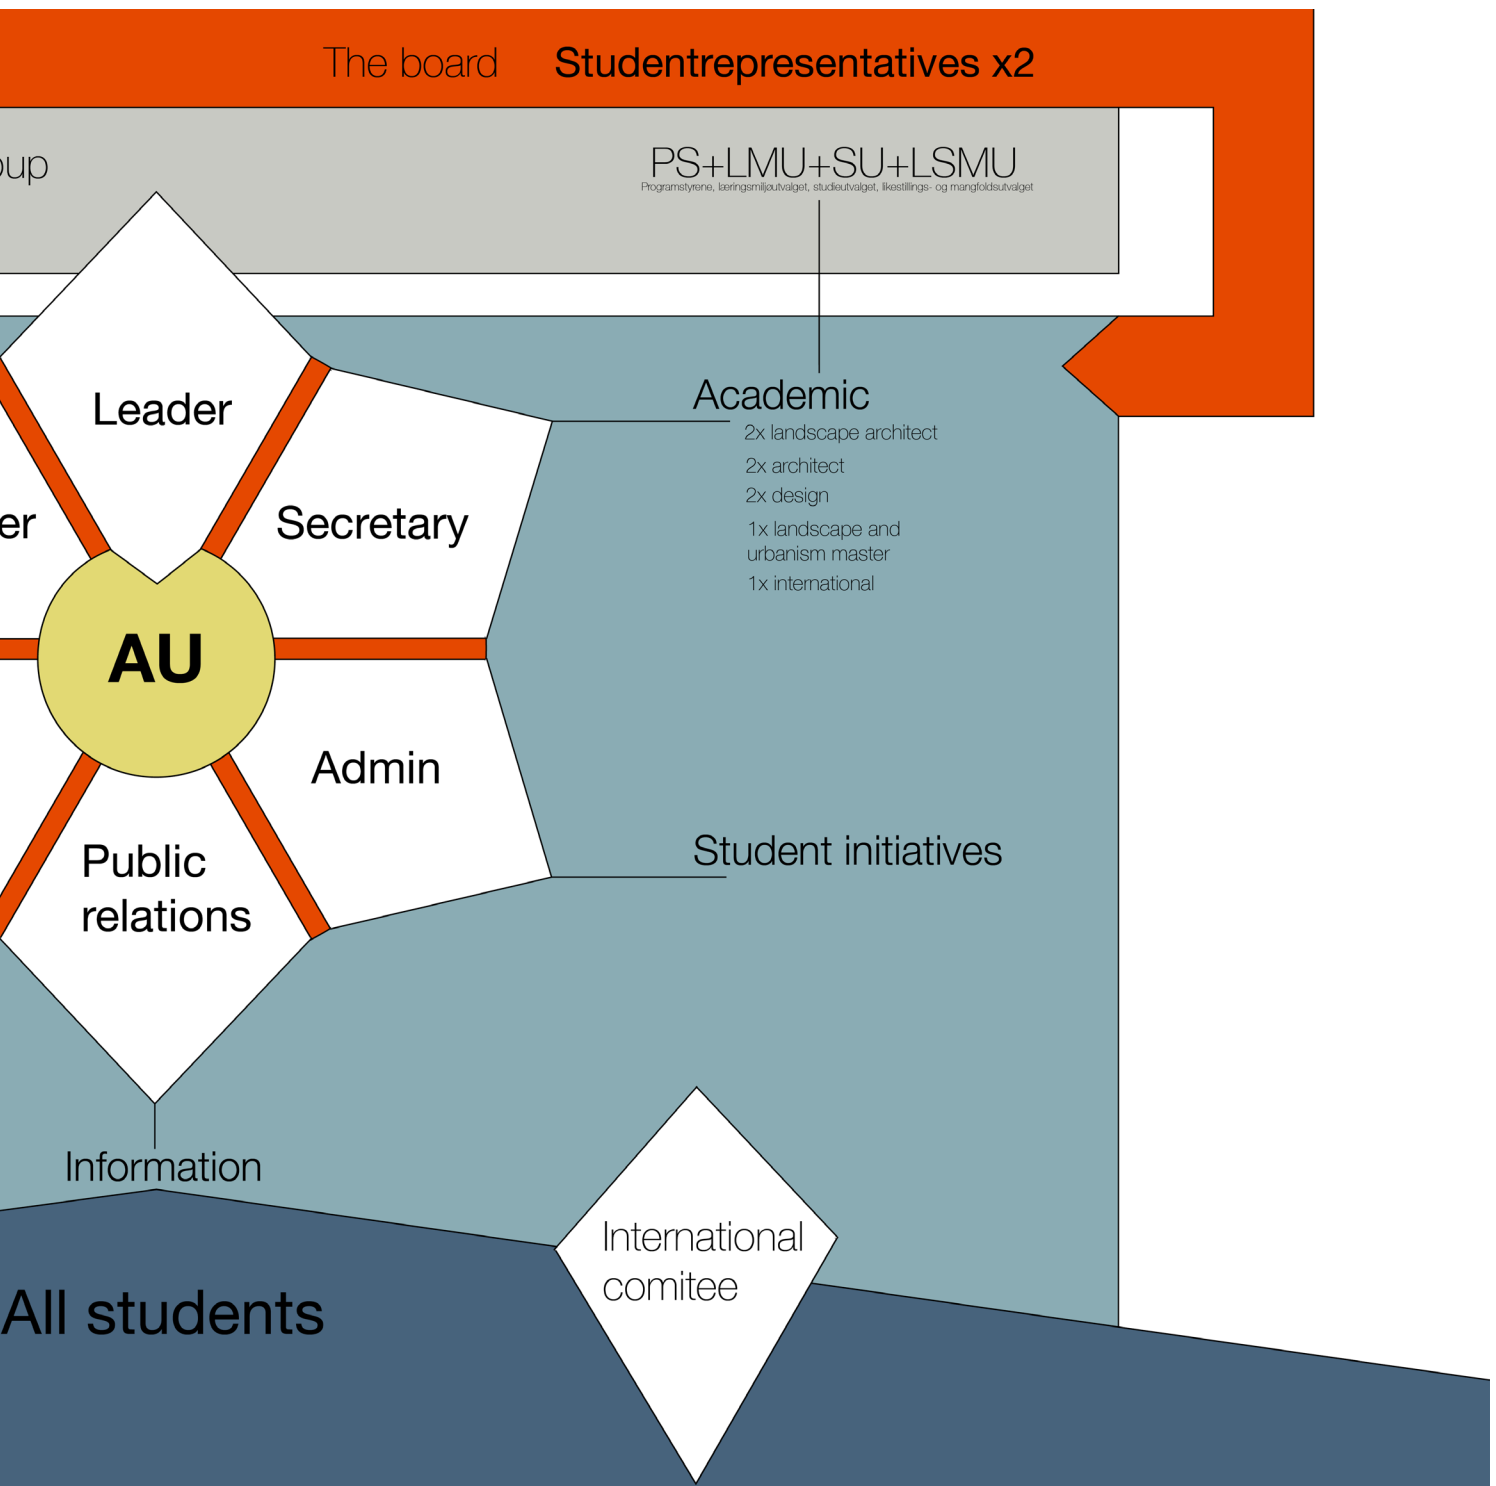 The board Studentrepresentatives x2
PS+LMU+SU+LSMU
Programstyrene, læringsmiljøutvalget, studieutvalget, likestillings- og mangfoldsutvalget
Leader
Academic
2x landscape architect
2x architect
2x design
1x landscape and
urbanism master
1x international
Secretary
AU
Admin
Student initiatives
Public
relations
Information
International
comitee
All students